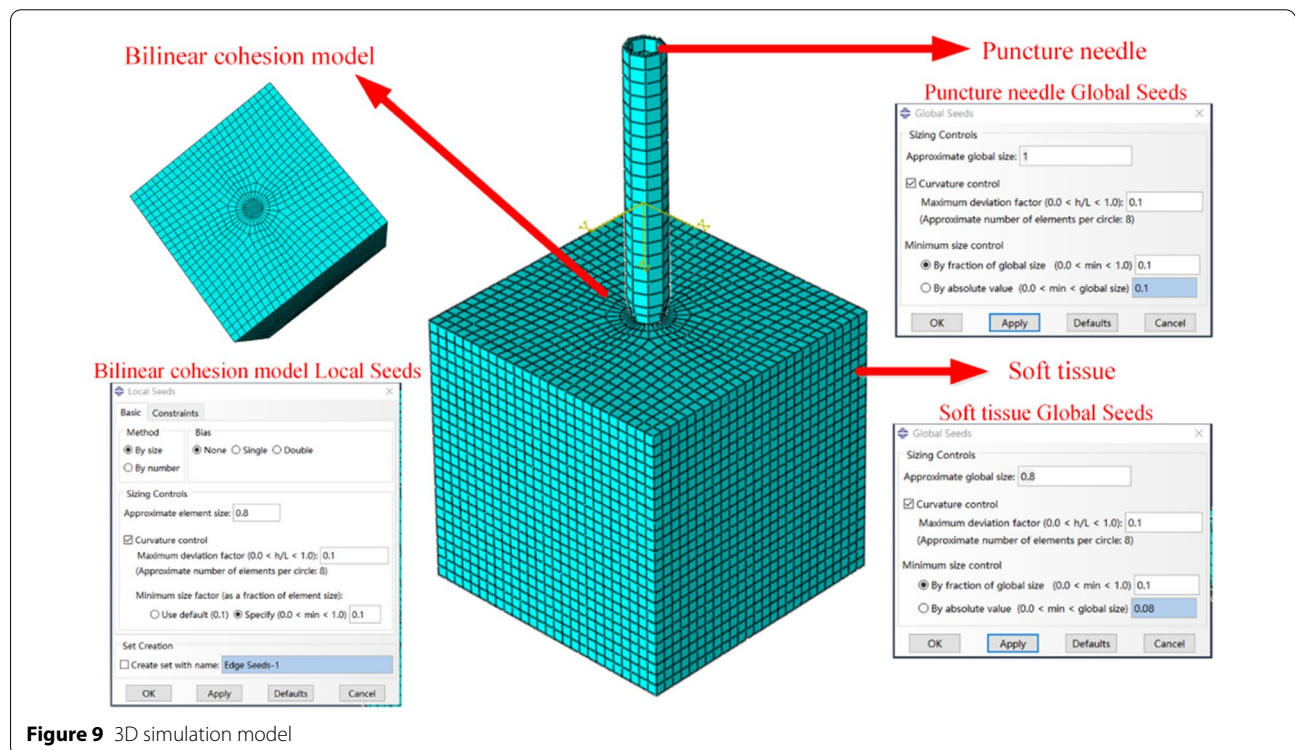 Bilinear cohesion model
Puncture needle
Puncture needle Global Seeds
Global Seeds
Sizing Controls
Approximate global size: 1
Curvature control
Maximum deviation factor (0.0 < h/L < 1.0): 0.1
(Approximate number of elements per circle: 8)
Minimum size control
By fraction of global size (0.0 < min < 1.0) 0.1
By absolute value (0.0 < min < global size) 0.1
OK Apply Defaults Cancel
Soft tissue
Soft tissue Global Seeds
Global Seeds
Sizing Controls
Approximate global size: 0.8
Curvature control
Maximum deviation factor (0.0 < h/L < 1.0): 0.1
(Approximate number of elements per circle: 8)
Minimum size control
By fraction of global size (0.0 < min < 1.0) 0.1
By absolute value (0.0 < min < global size) 0.08
OK Apply Defaults Cancel
Bilinear cohesion model Local Seeds
Local Seeds
Basic Constraints
Method Bias
By size None Single Double
By number
Sizing Controls
Approximate element size: 0.8
Curvature control
Maximum deviation factor (0.0 < h/L < 1.0): 0.1
(Approximate number of elements per circle: 8)
Minimum size factor (as a fraction of element size):
Use default (0.1) Specify (0.0 < min < 1.0) 0.1
Set Creation
Create set with name: Edge Seeds-1
OK Apply Defaults Cancel
Figure 9 3D simulation model